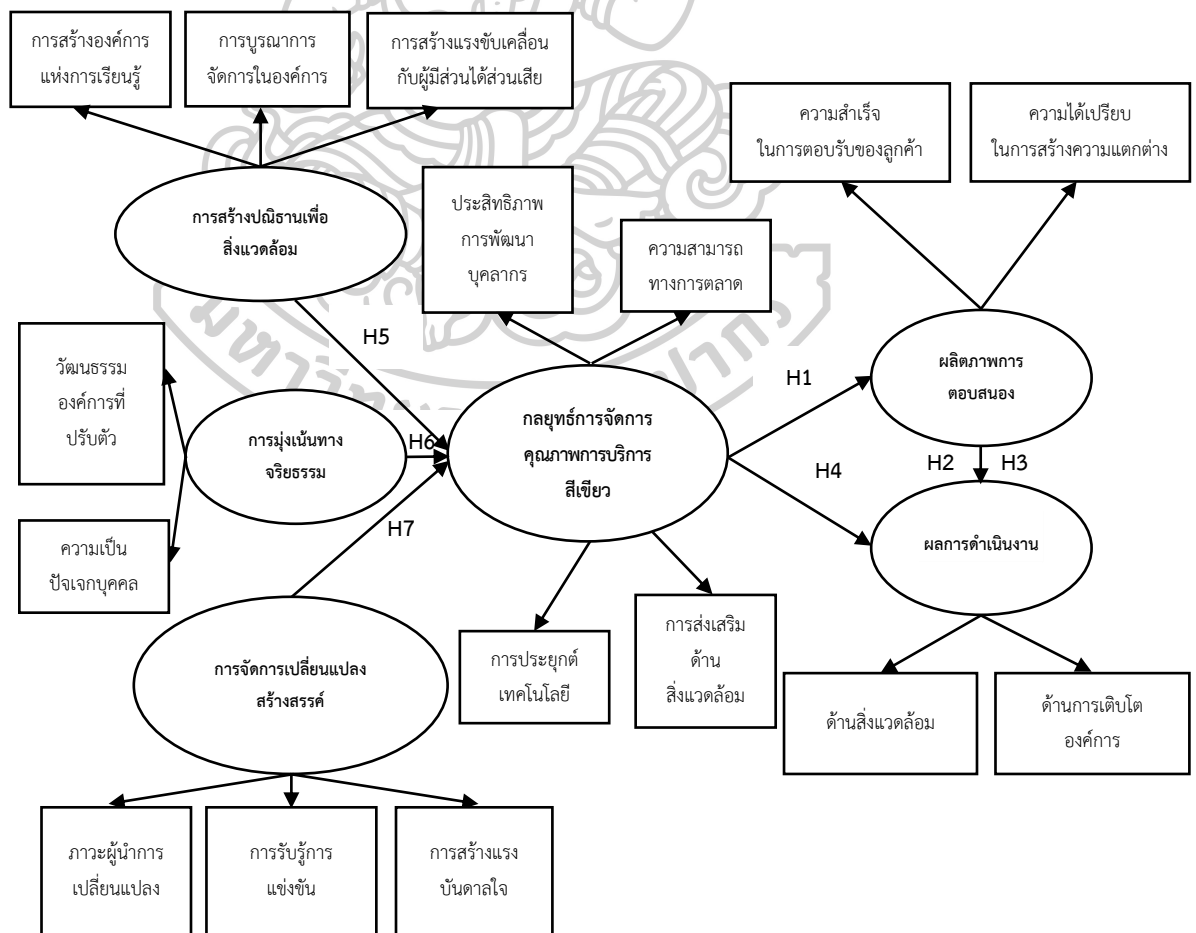 การสร้างองค์การ
แห่งการเรียนรู้
การบูรณาการ
จัดการในองค์การ
การสร้างแรงขับเคลื่อน
กับผู้มีส่วนได้ส่วนเสีย
ความสำเร็จ
ในการตอบรับของลูกค้า
ความได้เปรียบ
ในการสร้างความแตกต่าง
การสร้างปณิธานเพื่อ
สิ่งแวดล้อม
ประสิทธิภาพ
การพัฒนา
บุคลากร
ความสามารถ
ทางการตลาด
H5
วัฒนธรรม
องค์การที่
ปรับตัว
การมุ่งเน้นทาง
จริยธรรม
H6
กลยุทธ์การจัดการ
คุณภาพการบริการ
สีเขียว
H1
ผลิตภาพการ
ตอบสนอง
H4
H2
H3
ผลการดำเนินงาน
ความเป็น
ปัจเจกบุคคล
H7
การจัดการเปลี่ยนแปลง
สร้างสรรค์
การประยุกต์
เทคโนโลยี
การส่งเสริม
ด้าน
สิ่งแวดล้อม
ด้านสิ่งแวดล้อม
ด้านการเติบโต
องค์การ
ภาวะผู้นำการ
เปลี่ยนแปลง
การรับรู้การ
แข่งขัน
การสร้างแรง
บันดาลใจ